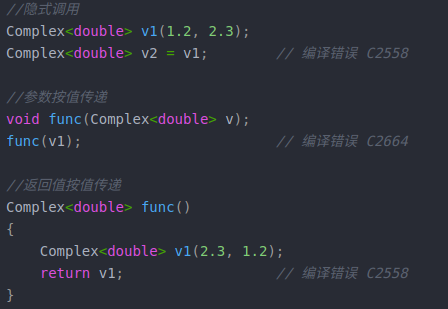 //隐式调用
Complex<double> v1(1.2, 2.3);
Complex<double> v2 = v1;        // 编译错误 C2558
//参数按值传递
void func(Complex<double> v);
func(v1);                       // 编译错误 C2664
//返回值按值传递
Complex<double> func()
{
    Complex<double> v1(2.3, 1.2);
    return v1;                  // 编译错误 C2558
}